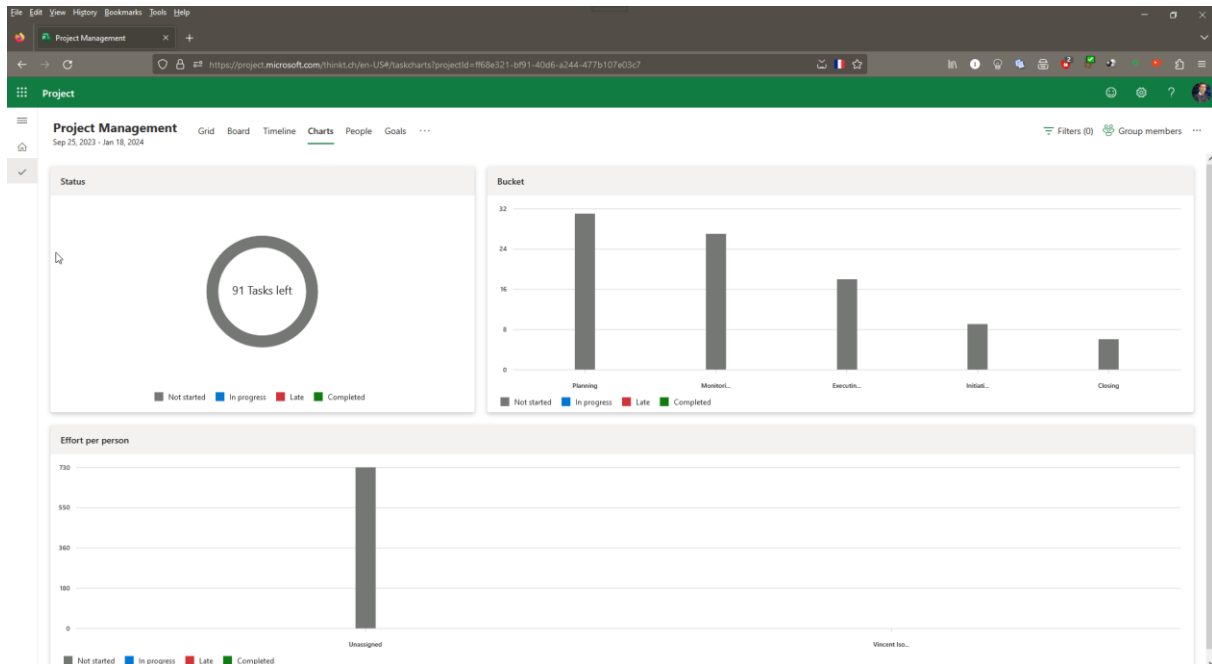 File Edit View History Bookmarks Tools Help
Project Management
https://project.microsoft.com/thinkt.ch/en-US#/taskcharts?projectId=ff68e321-bf91-40d6-a244-477b107e03c7
Project
Project Management Grid Board Timeline Charts People Goals ... Filters (0) Group members ...
Sep 25, 2023 - Jan 18, 2024
Status
91 Tasks left
Not started In progress Late Completed
Bucket
32
24
16
8
0
Planning Monitori... Executin... Initiati... Closing
Not started In progress Late Completed
Effort per person
730
550
360
180
0
Unassigned Vincent Iso...
Not started In progress Late Completed